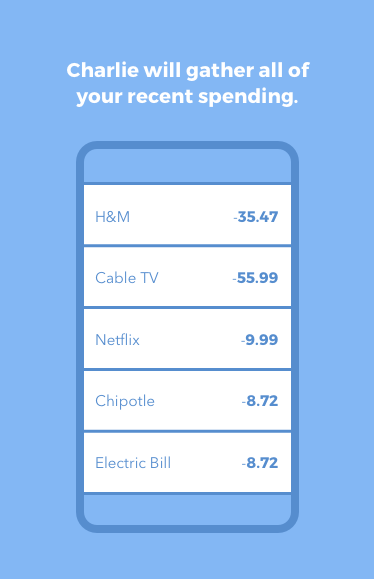 Charlie will gather all of
your recent spending.
H&M -35.47
Cable TV -55.99
Netflix -9.99
Chipotle -8.72
Electric Bill -8.72